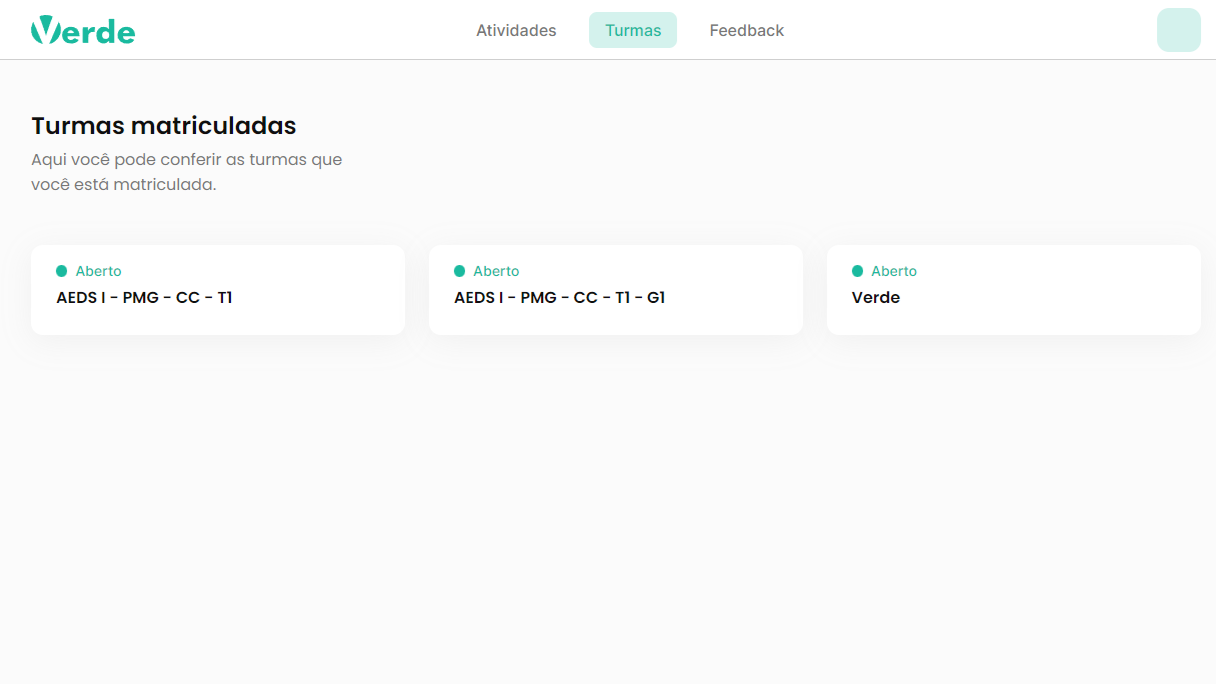 Verde
Atividades
Turmas
Feedback
Turmas matriculadas
Aqui você pode conferir as turmas que
você está matriculada.
Aberto
AEDS I - PMG - CC - T1
Aberto
AEDS I - PMG - CC - T1 - G1
Aberto
Verde